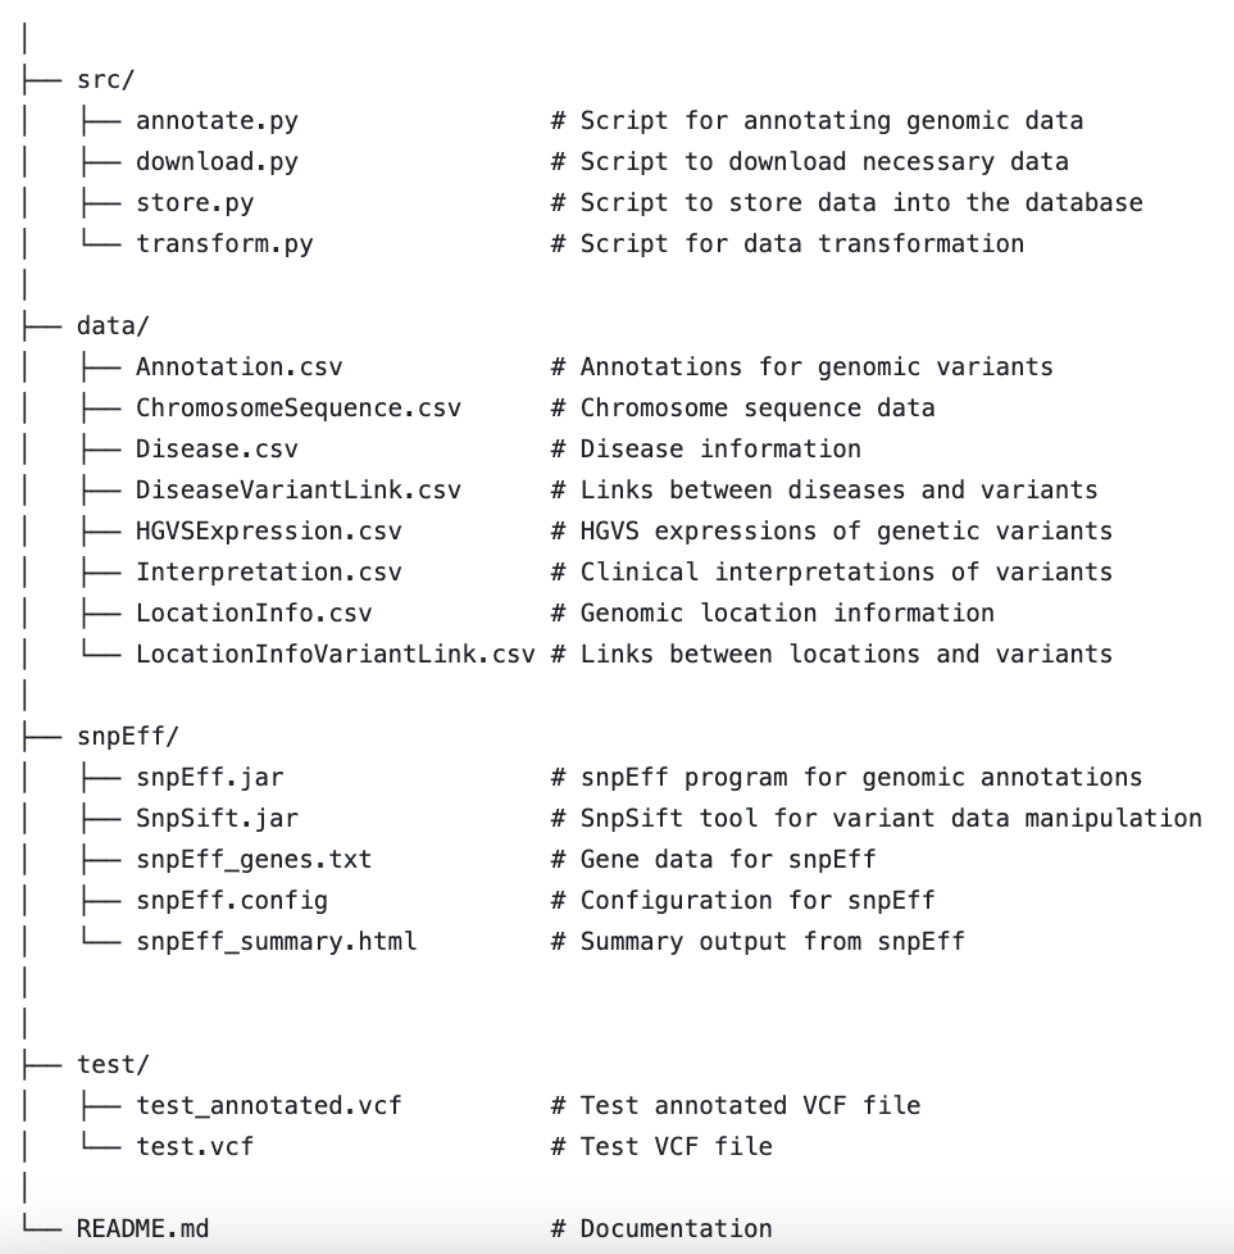 │
├── src/
│   ├── annotate.py                 # Script for annotating genomic data
│   ├── download.py                 # Script to download necessary data
│   ├── store.py                    # Script to store data into the database
│   └── transform.py                # Script for data transformation
│
├── data/
│   ├── Annotation.csv              # Annotations for genomic variants
│   ├── ChromosomeSequence.csv      # Chromosome sequence data
│   ├── Disease.csv                 # Disease information
│   ├── DiseaseVariantLink.csv      # Links between diseases and variants
│   ├── HGVSExpression.csv          # HGVS expressions of genetic variants
│   ├── Interpretation.csv          # Clinical interpretations of variants
│   ├── LocationInfo.csv            # Genomic location information
│   └── LocationInfoVariantLink.csv # Links between locations and variants
│
├── snpEff/
│   ├── snpEff.jar                  # snpEff program for genomic annotations
│   ├── SnpSift.jar                 # SnpSift tool for variant data manipulation
│   ├── snpEff_genes.txt            # Gene data for snpEff
│   ├── snpEff.config               # Configuration for snpEff
│   └── snpEff_summary.html         # Summary output from snpEff
│
│
├── test/
│   ├── test_annotated.vcf          # Test annotated VCF file
│   └── test.vcf                    # Test VCF file
│
└── README.md                       # Documentation